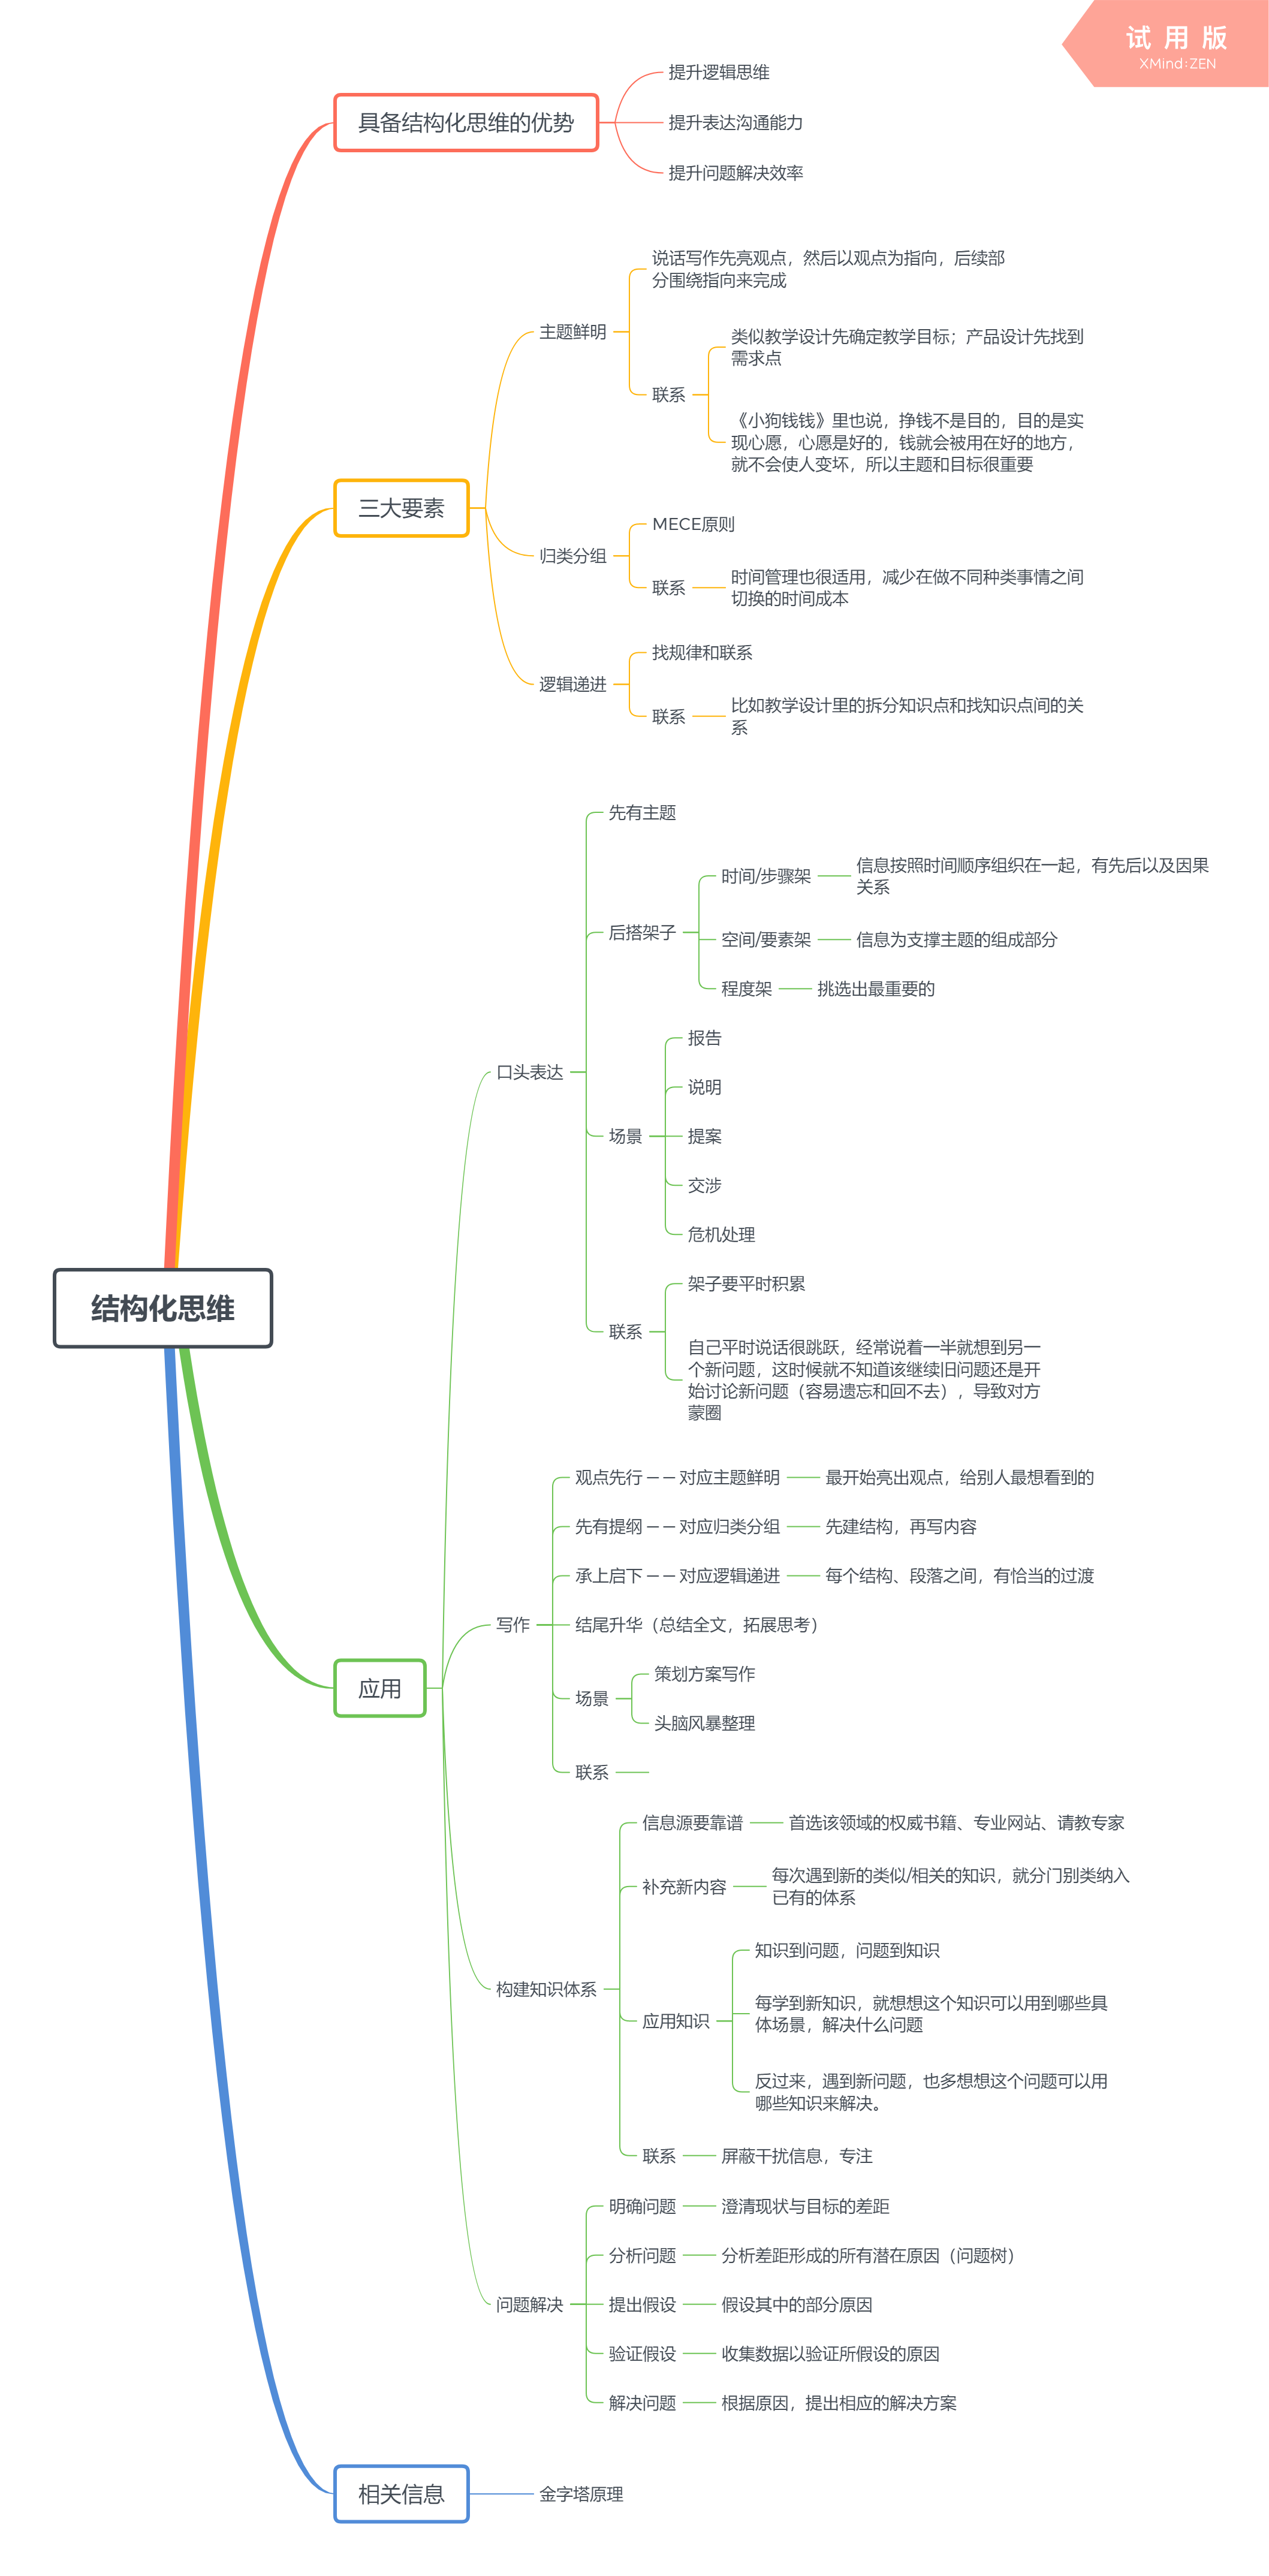 试用版
XMind:ZEN
结构化思维
具备结构化思维的优势
提升逻辑思维
提升表达沟通能力
提升问题解决效率
三大要素
主题鲜明
说话写作先亮观点，然后以观点为指向，后续部
分围绕指向来完成
联系
类似教学设计先确定教学目标；产品设计先找到
需求点
《小狗钱钱》里也说，挣钱不是目的，目的是实
现心愿，心愿是好的，钱就会被用在好的地方，
就不会使人变坏，所以主题和目标很重要
归类分组
MECE原则
联系
时间管理也很适用，减少在做不同种类事情之间
切换的时间成本
逻辑递进
找规律和联系
联系
比如教学设计里的拆分知识点和找知识点间的关
系
应用
口头表达
先有主题
后搭架子
时间/步骤架
信息按照时间顺序组织在一起，有先后以及因果
关系
空间/要素架
信息为支撑主题的组成部分
程度架
挑选出最重要的
场景
报告
说明
提案
交涉
危机处理
联系
架子要平时积累
自己平时说话很跳跃，经常说着一半就想到另一
个新问题，这时候就不知道该继续旧问题还是开
始讨论新问题（容易遗忘和回不去），导致对方
蒙圈
写作
观点先行——对应主题鲜明
最开始亮出观点，给别人最想看到的
先有提纲——对应归类分组
先建结构，再写内容
承上启下——对应逻辑递进
每个结构、段落之间，有恰当的过渡
结尾升华（总结全文，拓展思考）
场景
策划方案写作
头脑风暴整理
联系
构建知识体系
信息源要靠谱
首选该领域的权威书籍、专业网站、请教专家
补充新内容
每次遇到新的类似/相关的知识，就分门别类纳入
已有的体系
应用知识
知识到问题，问题到知识
每学到新知识，就想想这个知识可以用到哪些具
体场景，解决什么问题
反过来，遇到新问题，也多想想这个问题可以用
哪些知识来解决。
联系
屏蔽干扰信息，专注
问题解决
明确问题
澄清现状与目标的差距
分析问题
分析差距形成的所有潜在原因（问题树）
提出假设
假设其中的部分原因
验证假设
收集数据以验证所假设的原因
解决问题
根据原因，提出相应的解决方案
相关信息
金字塔原理